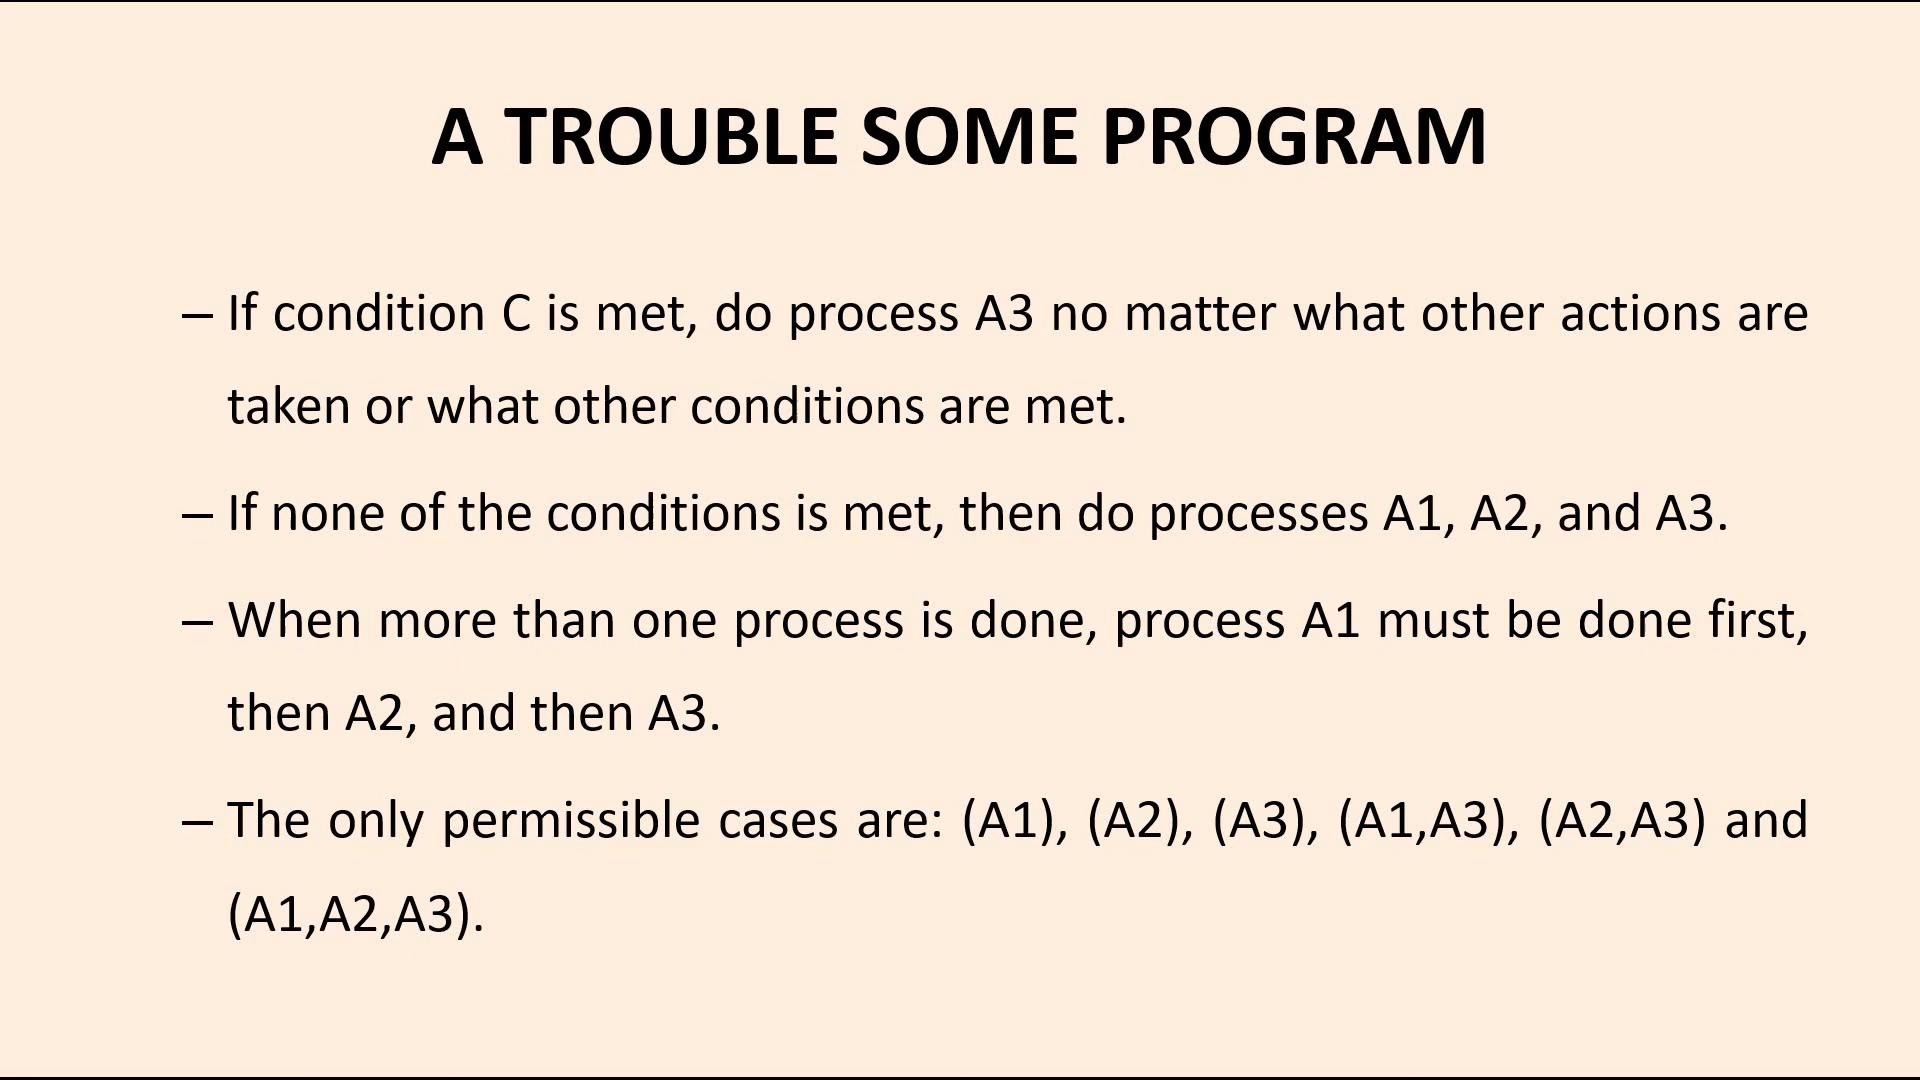 A TROUBLE SOME PROGRAM
– If condition C is met, do process A3 no matter what other actions are
taken or what other conditions are met.
– If none of the conditions is met, then do processes A1, A2, and A3.
– When more than one process is done, process A1 must be done first,
then A2, and then A3.
– The only permissible cases are: (A1), (A2), (A3), (A1,A3), (A2,A3) and
(A1,A2,A3).